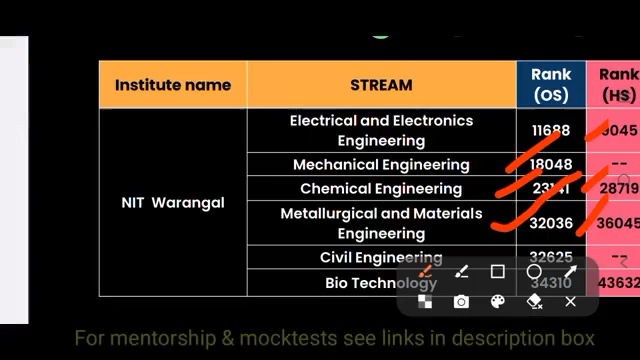 Institute name STREAM Rank (OS) Rank (HS)
Electrical and Electronics Engineering 11688
Mechanical Engineering 18048 --
NIT Warangal Chemical Engineering 23141 28719
Metallurgical and Materials Engineering 32036 36045
Civil Engineering 32625 --
Bio Technology 34310 43632
For mentorship & mocktests see links in description box